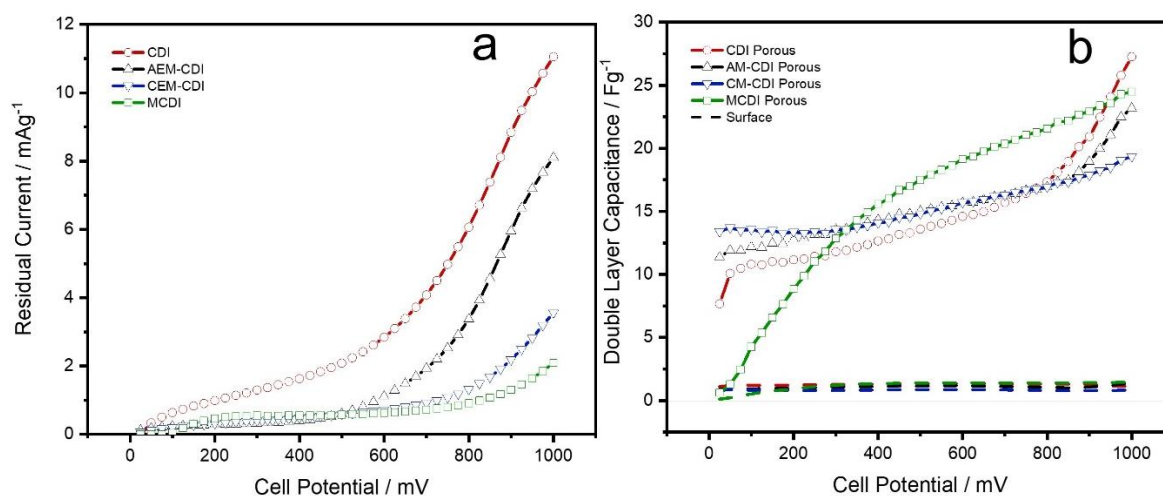 a
CDI
AEM-CDI
CEM-CDI
MCDI
12
10
8
6
4
2
0
Residual Current / mAg⁻¹
0
200
400
600
800
1000
Cell Potential / mV
b
CDI Porous
AM-CDI Porous
CM-CDI Porous
MCDI Porous
Surface
30
25
20
15
10
5
0
Double Layer Capacitance / Fg⁻¹
0
200
400
600
800
1000
Cell Potential / mV